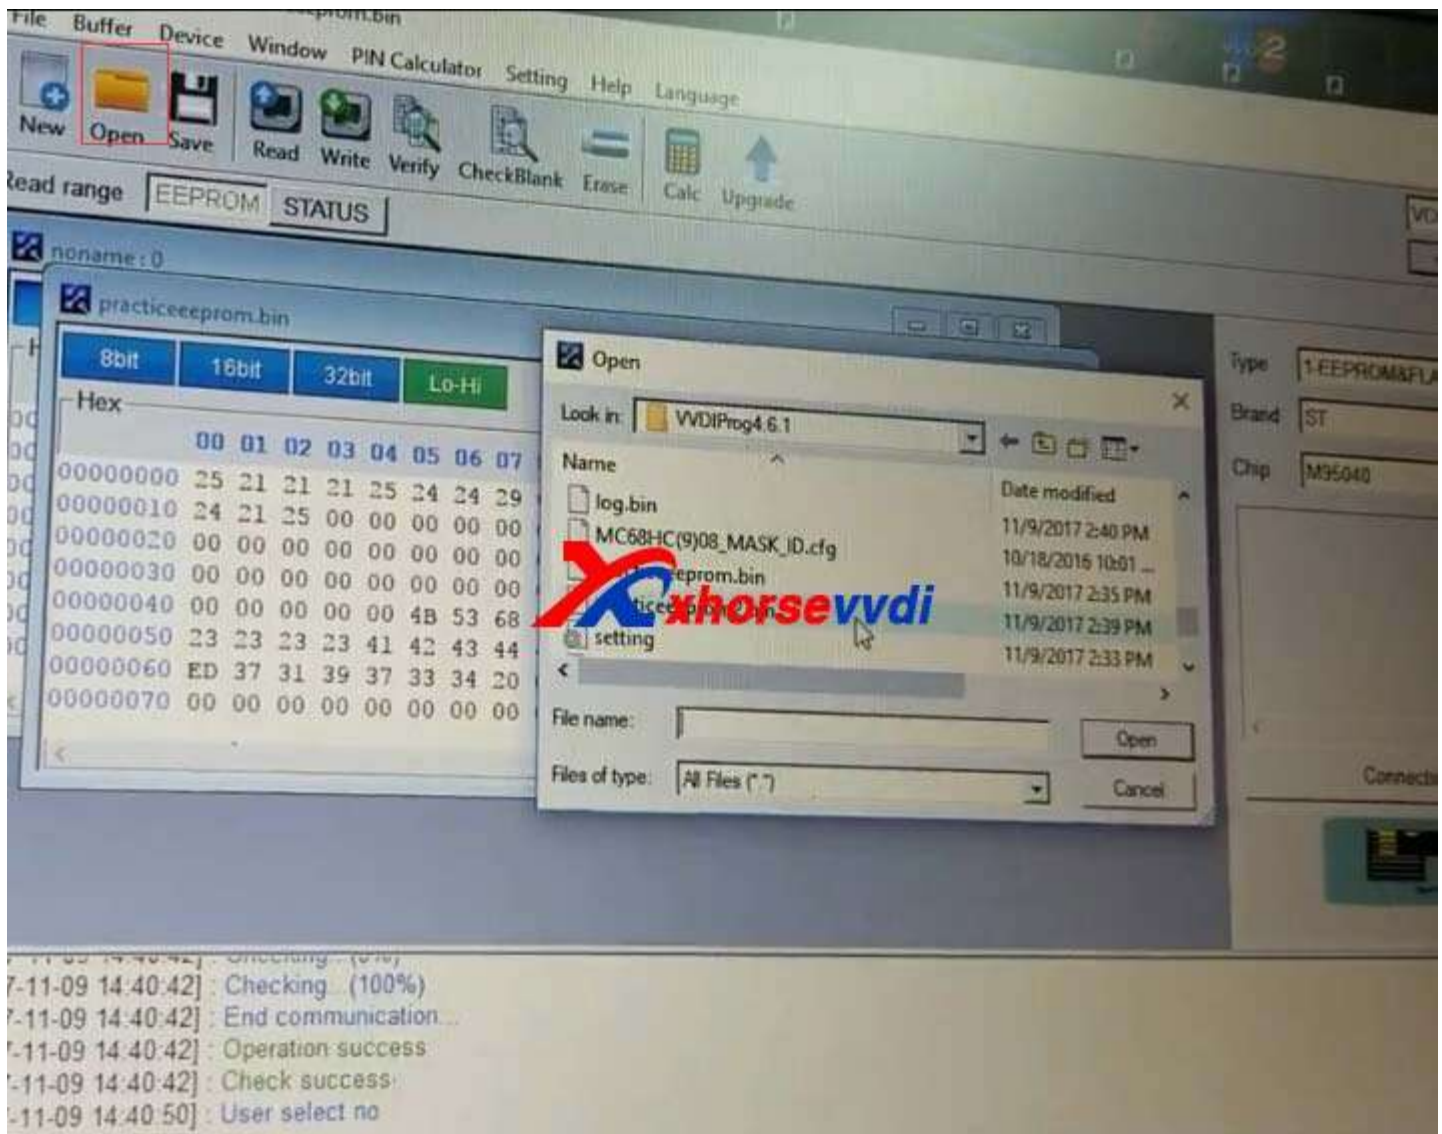 eeprom.bin
File Buffer Device Window PIN Calculator Setting Help Language
2
New Open Save Read Write Verify CheckBlank Erase Calc Upgrade
Read range EEPROM STATUS
noname : 0
practiceeeprom.bin
8bit 16bit 32bit Lo-Hi
Hex
00 01 02 03 04 05 06 07
00000000 25 21 21 21 25 24 24 29
00000010 24 21 25 00 00 00 00 00
00000020 00 00 00 00 00 00 00 00
00000030 00 00 00 00 00 00 00 00
00000040 00 00 00 00 00 4B 53 68
00000050 23 23 23 23 41 42 43 44
00000060 ED 37 31 39 37 33 34 20
00000070 00 00 00 00 00 00 00 00
Open
Look in: VVDIProg4.6.1
Name Date modified
log.bin 11/9/2017 2:40 PM
MC68HC(9)08_MASK_ID.cfg 10/18/2016 10:01 ...
eeprom.bin 11/9/2017 2:35 PM
11/9/2017 2:39 PM
setting 11/9/2017 2:33 PM
xhorsevvdi
File name: Open
Files of type: All Files (*.*) Cancel
Type 1-EEPROM&FLA
Brand ST
Chip M95040
Connecti
7-11-09 14:40:42] : Checking...(100%)
7-11-09 14:40:42] : End communication...
7-11-09 14:40:42] : Operation success
-11-09 14:40:42] : Check success
-11-09 14:40:50] : User select no